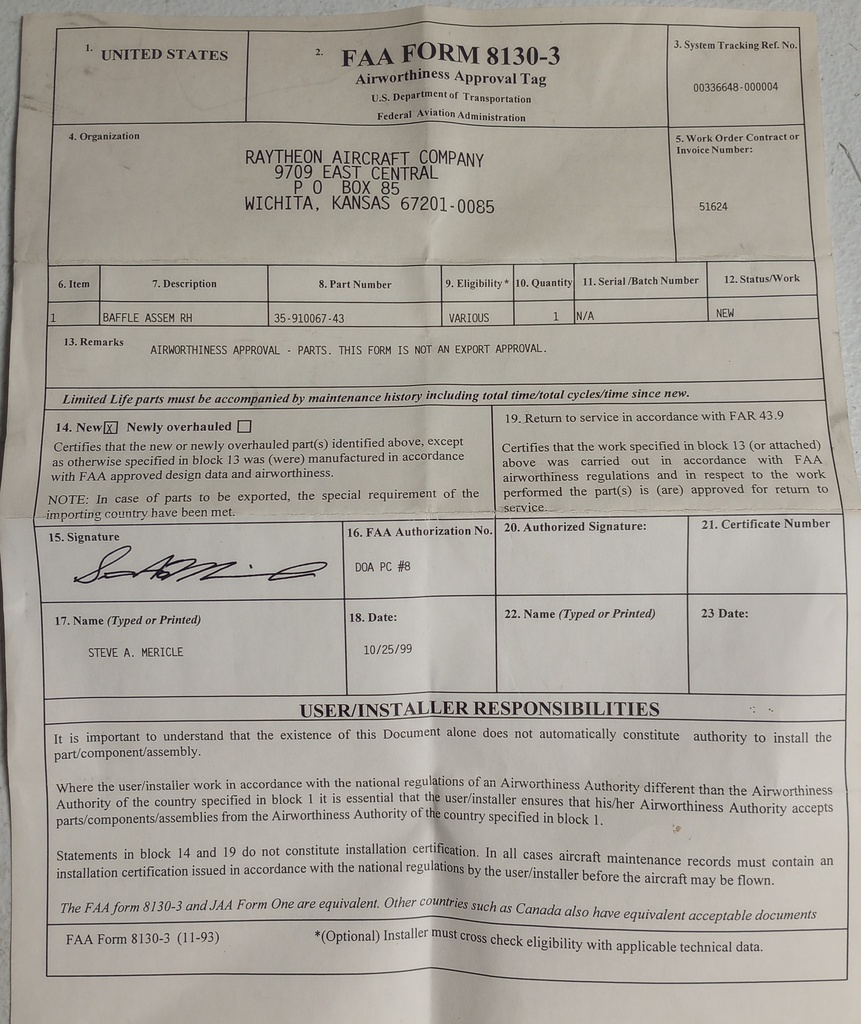 1. UNITED STATES
2. FAA FORM 8130-3
Airworthiness Approval Tag
U.S. Department of Transportation
Federal Aviation Administration
3. System Tracking Ref. No.
00336648-000004
4. Organization
RAYTHEON AIRCRAFT COMPANY
9709 EAST CENTRAL
P O BOX 85
WICHITA, KANSAS 67201-0085
5. Work Order Contract or
Invoice Number:
51624
6. Item 7. Description 8. Part Number 9. Eligibility* 10. Quantity 11. Serial/Batch Number 12. Status/Work
1 BAFFLE ASSEM RH 35-910067-43 VARIOUS 1 N/A NEW
13. Remarks
AIRWORTHINESS APPROVAL - PARTS. THIS FORM IS NOT AN EXPORT APPROVAL.
Limited Life parts must be accompanied by maintenance history including total time/total cycles/time since new.
14. New X Newly overhauled
Certifies that the new or newly overhauled part(s) identified above, except
as otherwise specified in block 13 was (were) manufactured in accordance
with FAA approved design data and airworthiness.
NOTE: In case of parts to be exported, the special requirement of the
importing country have been met.
19. Return to service in accordance with FAR 43.9
Certifies that the work specified in block 13 (or attached)
above was carried out in accordance with FAA
airworthiness regulations and in respect to the work
performed the part(s) is (are) approved for return to
service.
15. Signature
16. FAA Authorization No.
DOA PC #8
20. Authorized Signature:
21. Certificate Number
17. Name (Typed or Printed)
STEVE A. MERICLE
18. Date:
10/25/99
22. Name (Typed or Printed)
23 Date:
USER/INSTALLER RESPONSIBILITIES
It is important to understand that the existence of this Document alone does not automatically constitute authority to install the
part/component/assembly.
Where the user/installer work in accordance with the national regulations of an Airworthiness Authority different than the Airworthiness
Authority of the country specified in block 1 it is essential that the user/installer ensures that his/her Airworthiness Authority accepts
parts/components/assemblies from the Airworthiness Authority of the country specified in block 1.
Statements in block 14 and 19 do not constitute installation certification. In all cases aircraft maintenance records must contain an
installation certification issued in accordance with the national regulations by the user/installer before the aircraft may be flown.
The FAA form 8130-3 and JAA Form One are equivalent. Other countries such as Canada also have equivalent acceptable documents
FAA Form 8130-3 (11-93) *(Optional) Installer must cross check eligibility with applicable technical data.